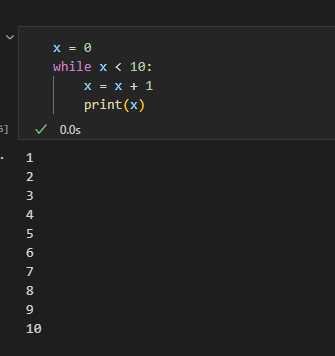 x = 0
while x < 10:
    x = x + 1
    print(x)
0.0s
1
2
3
4
5
6
7
8
9
10